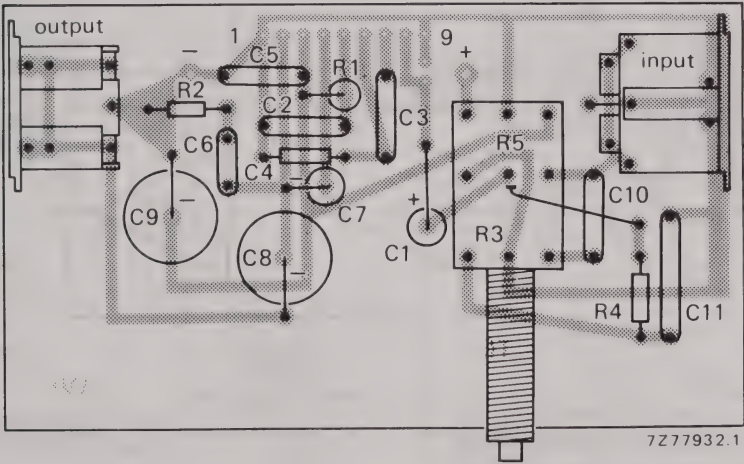 output
input
1
9
−
+
C5
R1
R2
C2
C3
C6
C4
R5
C7
C10
C9
−
−
+
C1
R3
C8
−
R4
C11
7Z77932.1